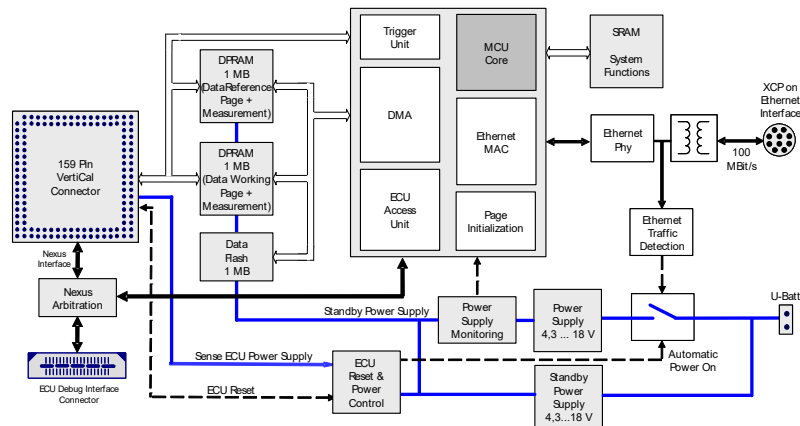 Trigger
Unit
MCU
Core
SRAM
System
Functions
DPRAM
1 MB
(DataReference
Page +
Measurement)
DMA
XCP on
Ethernet
Interface
Ethernet
MAC
Ethernet
Phy
100
MBit/s
159 Pin
VertiCal
Connector
DPRAM
1 MB
(Data Working
Page +
Measurement)
ECU
Access
Unit
Page
Initialization
Ethernet
Traffic
Detection
Data
Flash
1 MB
Nexus
Interface
Nexus
Arbitration
Standby Power Supply
Power
Supply
Monitoring
Power
Supply
4,3 ... 18 V
U-Batt
Automatic
Power On
Sense ECU Power Supply
ECU
Reset &
Power
Control
Standby
Power
Supply
4,3...18 V
ECU Reset
ECU Debug Interface
Connector